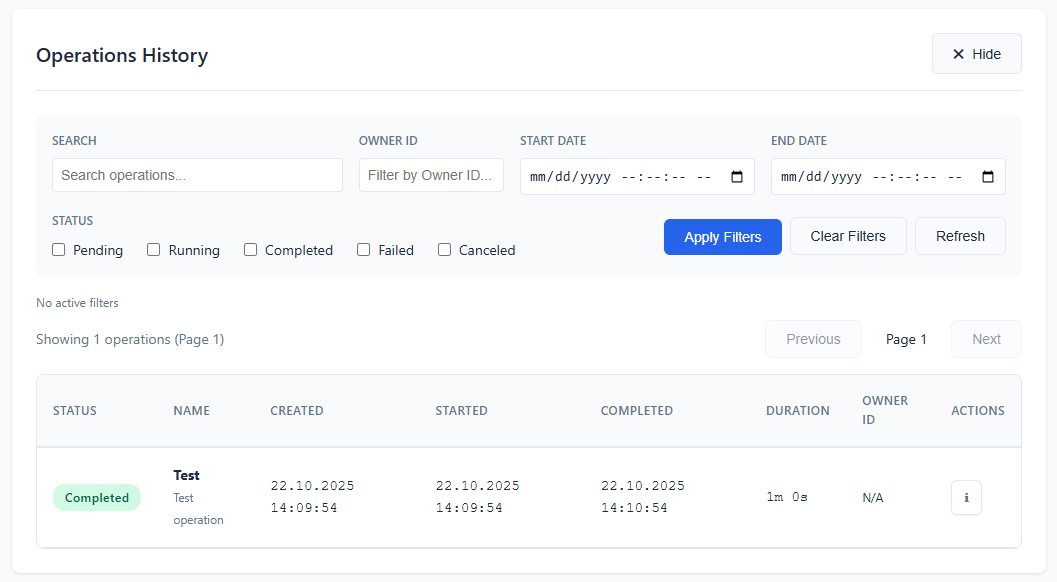 Operations History
✕ Hide
SEARCH
OWNER ID
START DATE
END DATE
Search operations...
Filter by Owner ID...
mm/dd/yyyy --:--:-- --
mm/dd/yyyy --:--:-- --
STATUS
Pending
Running
Completed
Failed
Canceled
Apply Filters
Clear Filters
Refresh
No active filters
Showing 1 operations (Page 1)
Previous
Page 1
Next
STATUS
NAME
CREATED
STARTED
COMPLETED
DURATION
OWNER
ID
ACTIONS
Completed
Test
Test
operation
22.10.2025
14:09:54
22.10.2025
14:09:54
22.10.2025
14:10:54
1m 0s
N/A
i